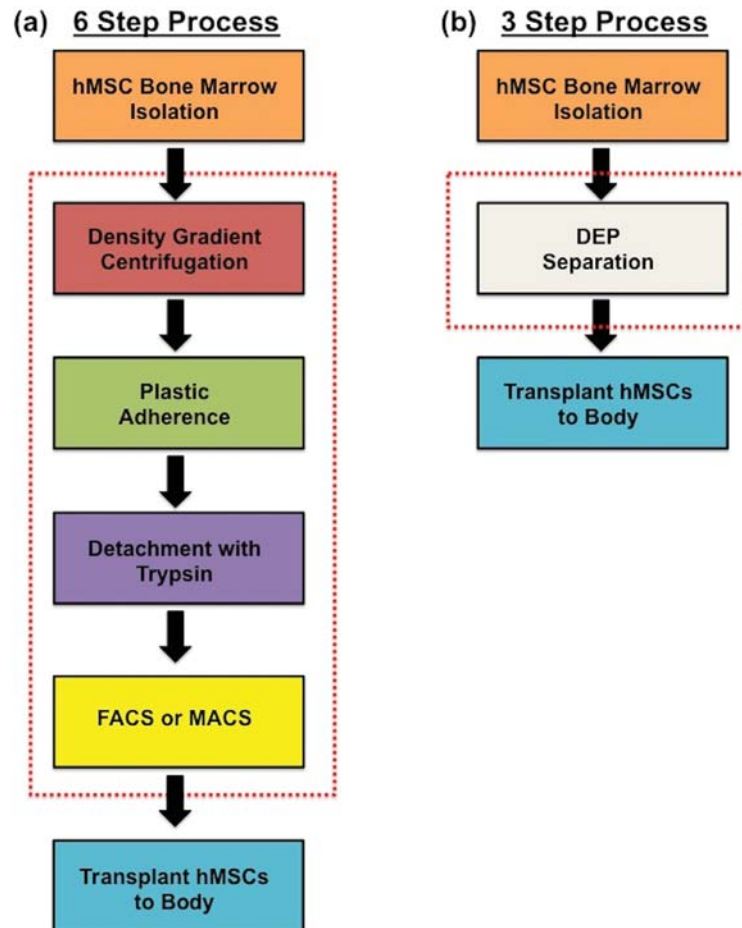 (a) 6 Step Process
hMSC Bone Marrow
Isolation
Density Gradient
Centrifugation
Plastic
Adherence
Detachment with
Trypsin
FACS or MACS
Transplant hMSCs
to Body
(b) 3 Step Process
hMSC Bone Marrow
Isolation
DEP
Separation
Transplant hMSCs
to Body